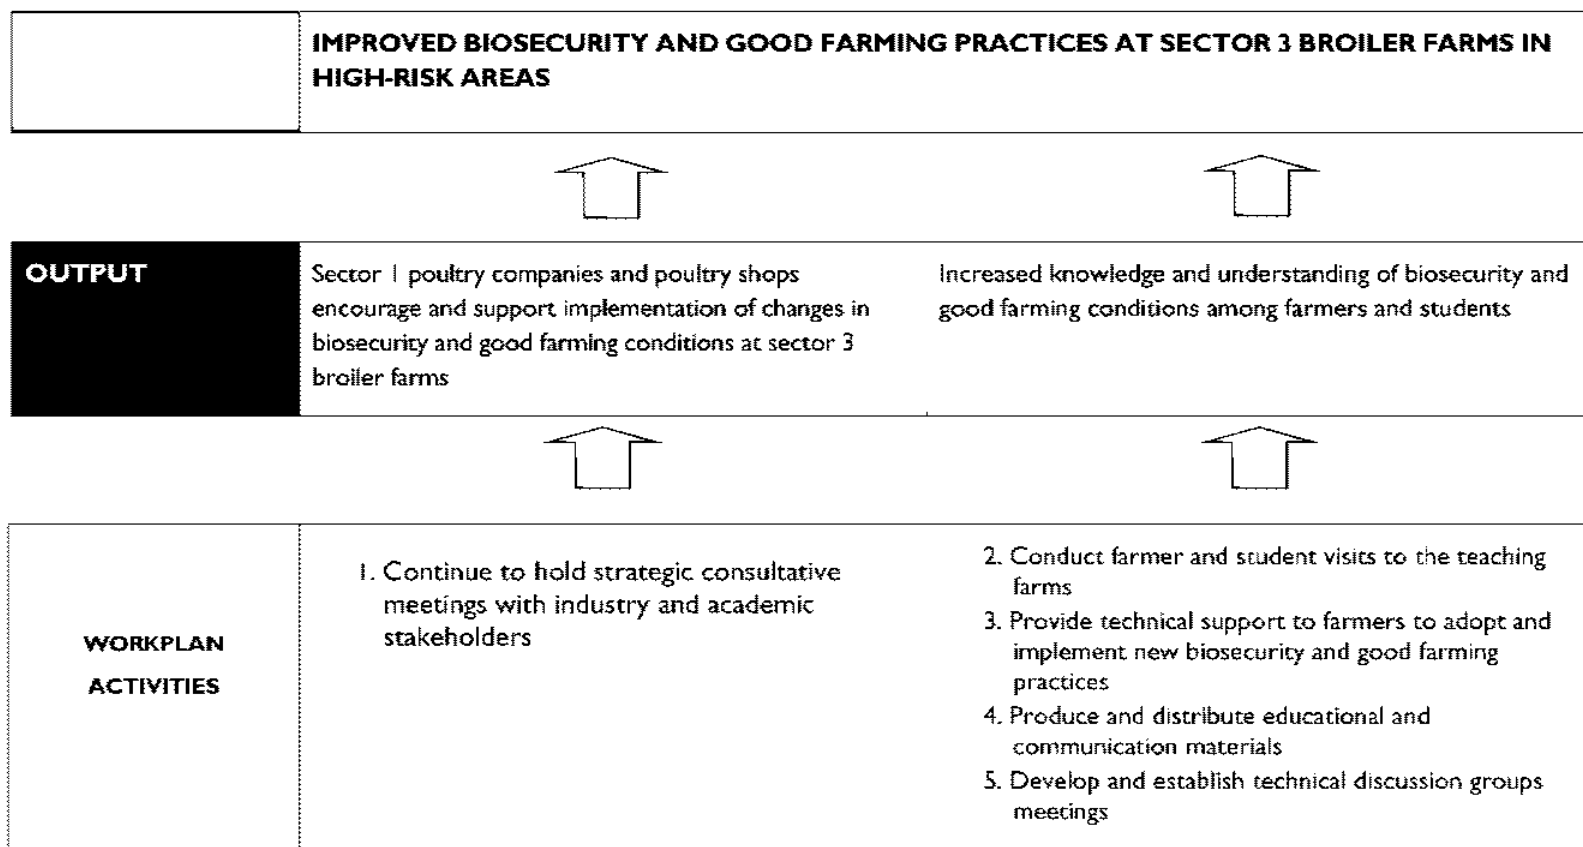 IMPROVED BIOSECURITY AND GOOD FARMING PRACTICES AT SECTOR 3 BROILER FARMS IN
HIGH-RISK AREAS
OUTPUT
Sector 1 poultry companies and poultry shops
encourage and support implementation of changes in
biosecurity and good farming conditions at sector 3
broiler farms
Increased knowledge and understanding of biosecurity and
good farming conditions among farmers and students
WORKPLAN
ACTIVITIES
1. Continue to hold strategic consultative
meetings with industry and academic
stakeholders
2. Conduct farmer and student visits to the teaching
farms
3. Provide technical support to farmers to adopt and
implement new biosecurity and good farming
practices
4. Produce and distribute educational and
communication materials
5. Develop and establish technical discussion groups
meetings